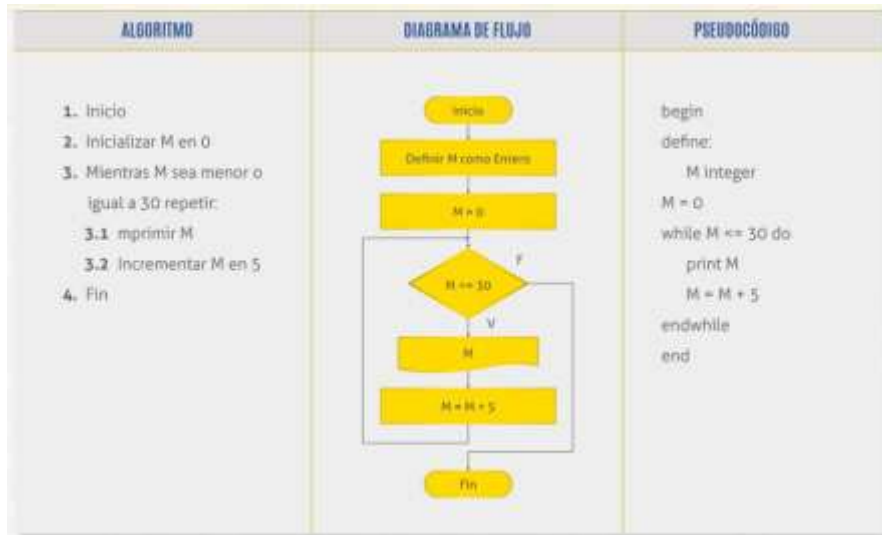 ALGORITMO
1. Inicio
2. Inicializar M en 0
3. Mientras M sea menor o
igual a 30 repetir:
3.1 mprimir M
3.2 Incrementar M en 5
4. Fin
DIAGRAMA DE FLUJO
Inicio
Definir M como Entero
M = 0
M <= 30
F
V
M
M = M + 5
Fin
PSEUDOCÓDIGO
begin
define:
M integer
M = 0
while M <= 30 do
print M
M = M + 5
endwhile
end